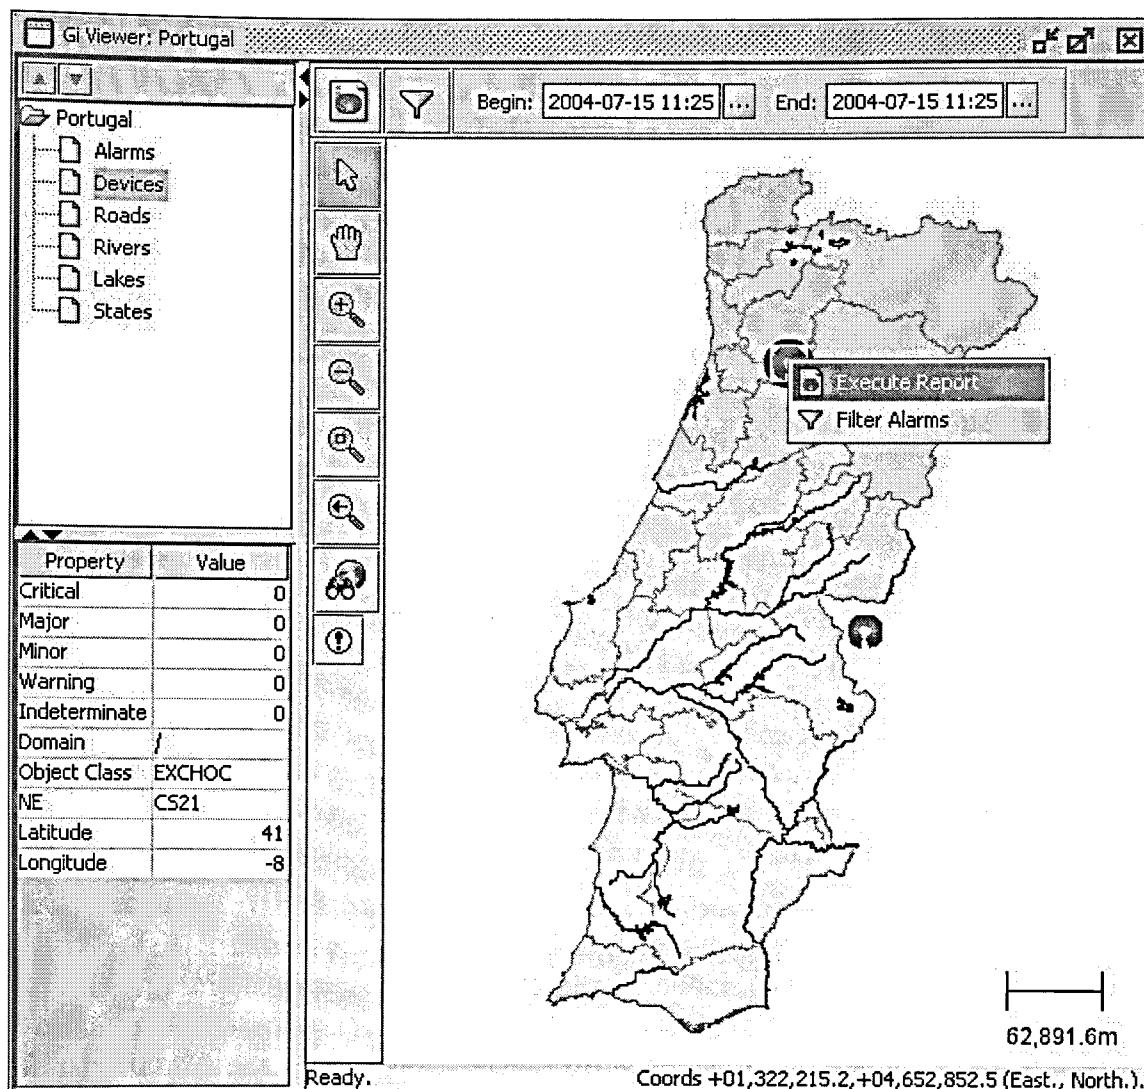 Gi Viewer: Portugal
Begin: 2004-07-15 11:25 ... End: 2004-07-15 11:25 ...
Portugal
Alarms
Devices
Roads
Rivers
Lakes
States
Execute Report
Filter Alarms
Property Value
Critical 0
Major 0
Minor 0
Warning 0
Indeterminate 0
Domain /
Object Class EXCHOC
NE CS21
Latitude 41
Longitude -8
62,891.6m
Ready. Coords +01,322,215.2,+04,652,852.5 (East., North.)